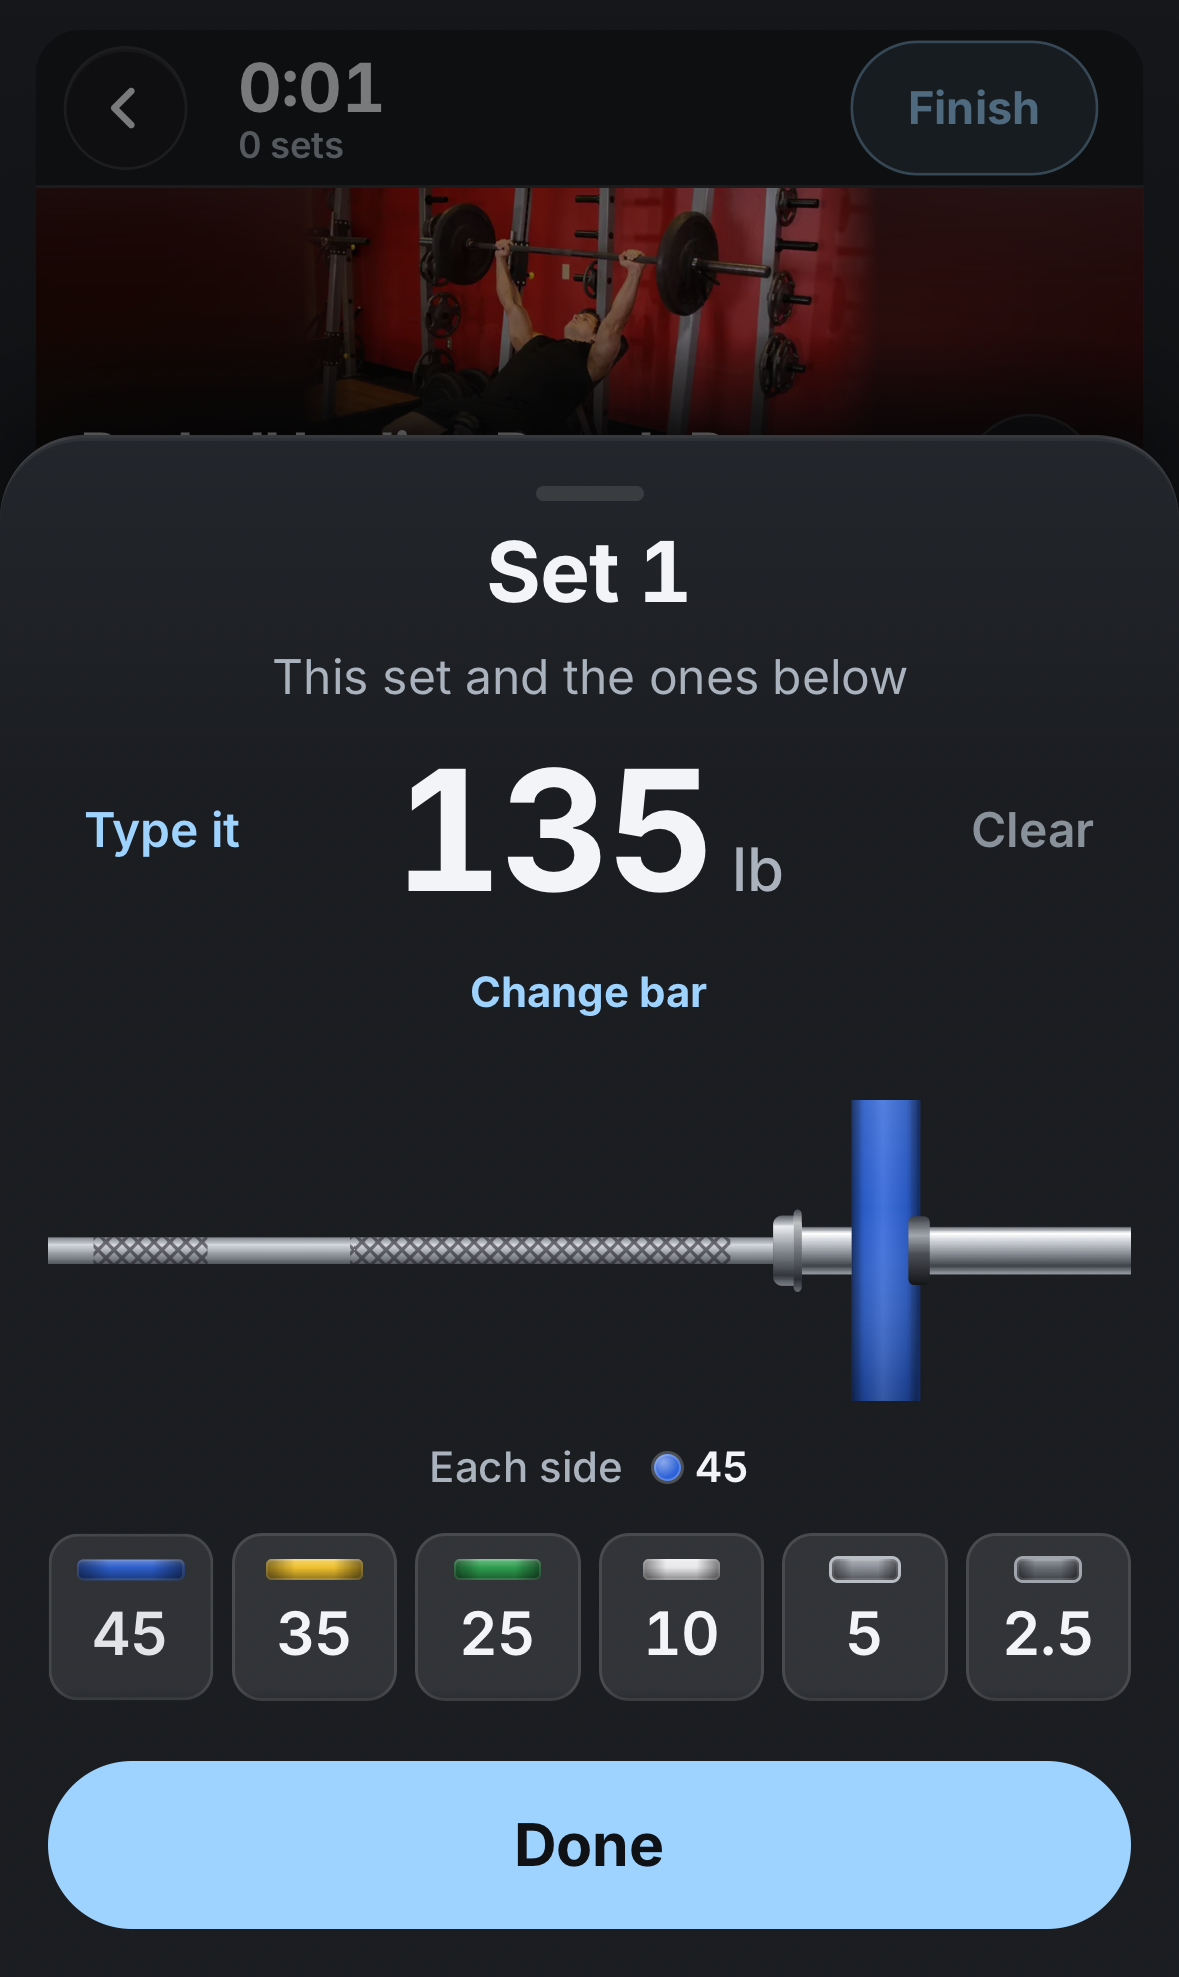 0:01
0 sets
Finish
Set 1
This set and the ones below
Type it
135 lb
Clear
Change bar
Each side 45
45
35
25
10
5
2.5
Done